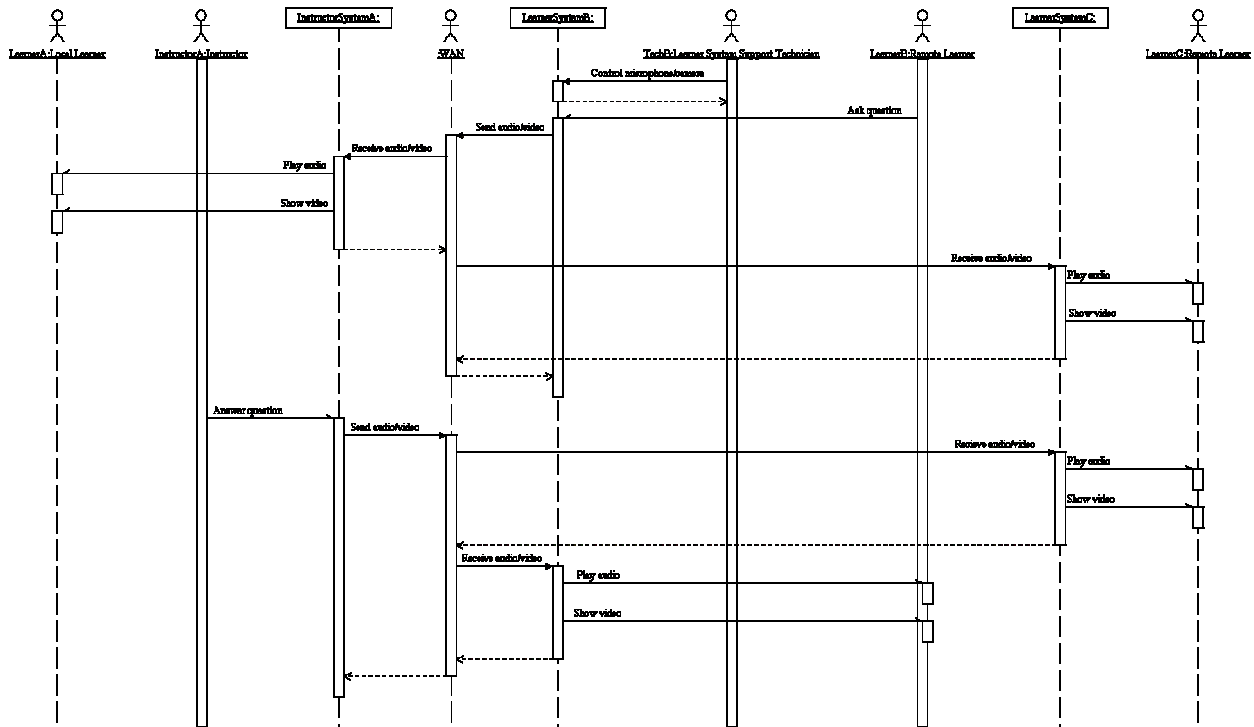 InstructorSystemA:
LearnerSystemB:
LearnerSystemC:
LearnerA:Local Learner
InstructorA:Instructor
:WAN
TechB:Learner System Support Technician
LearnerB:Remote Learner
LearnerC:Remote Learner
Control microphone/camera
Ask question
Send audio/video
Receive audio/video
Play audio
Show video
Receive audio/video
Play audio
Show video
Answer question
Send audio/video
Recieve audio/video
Play audio
Show video
Receive audio/video
Play audio
Show video